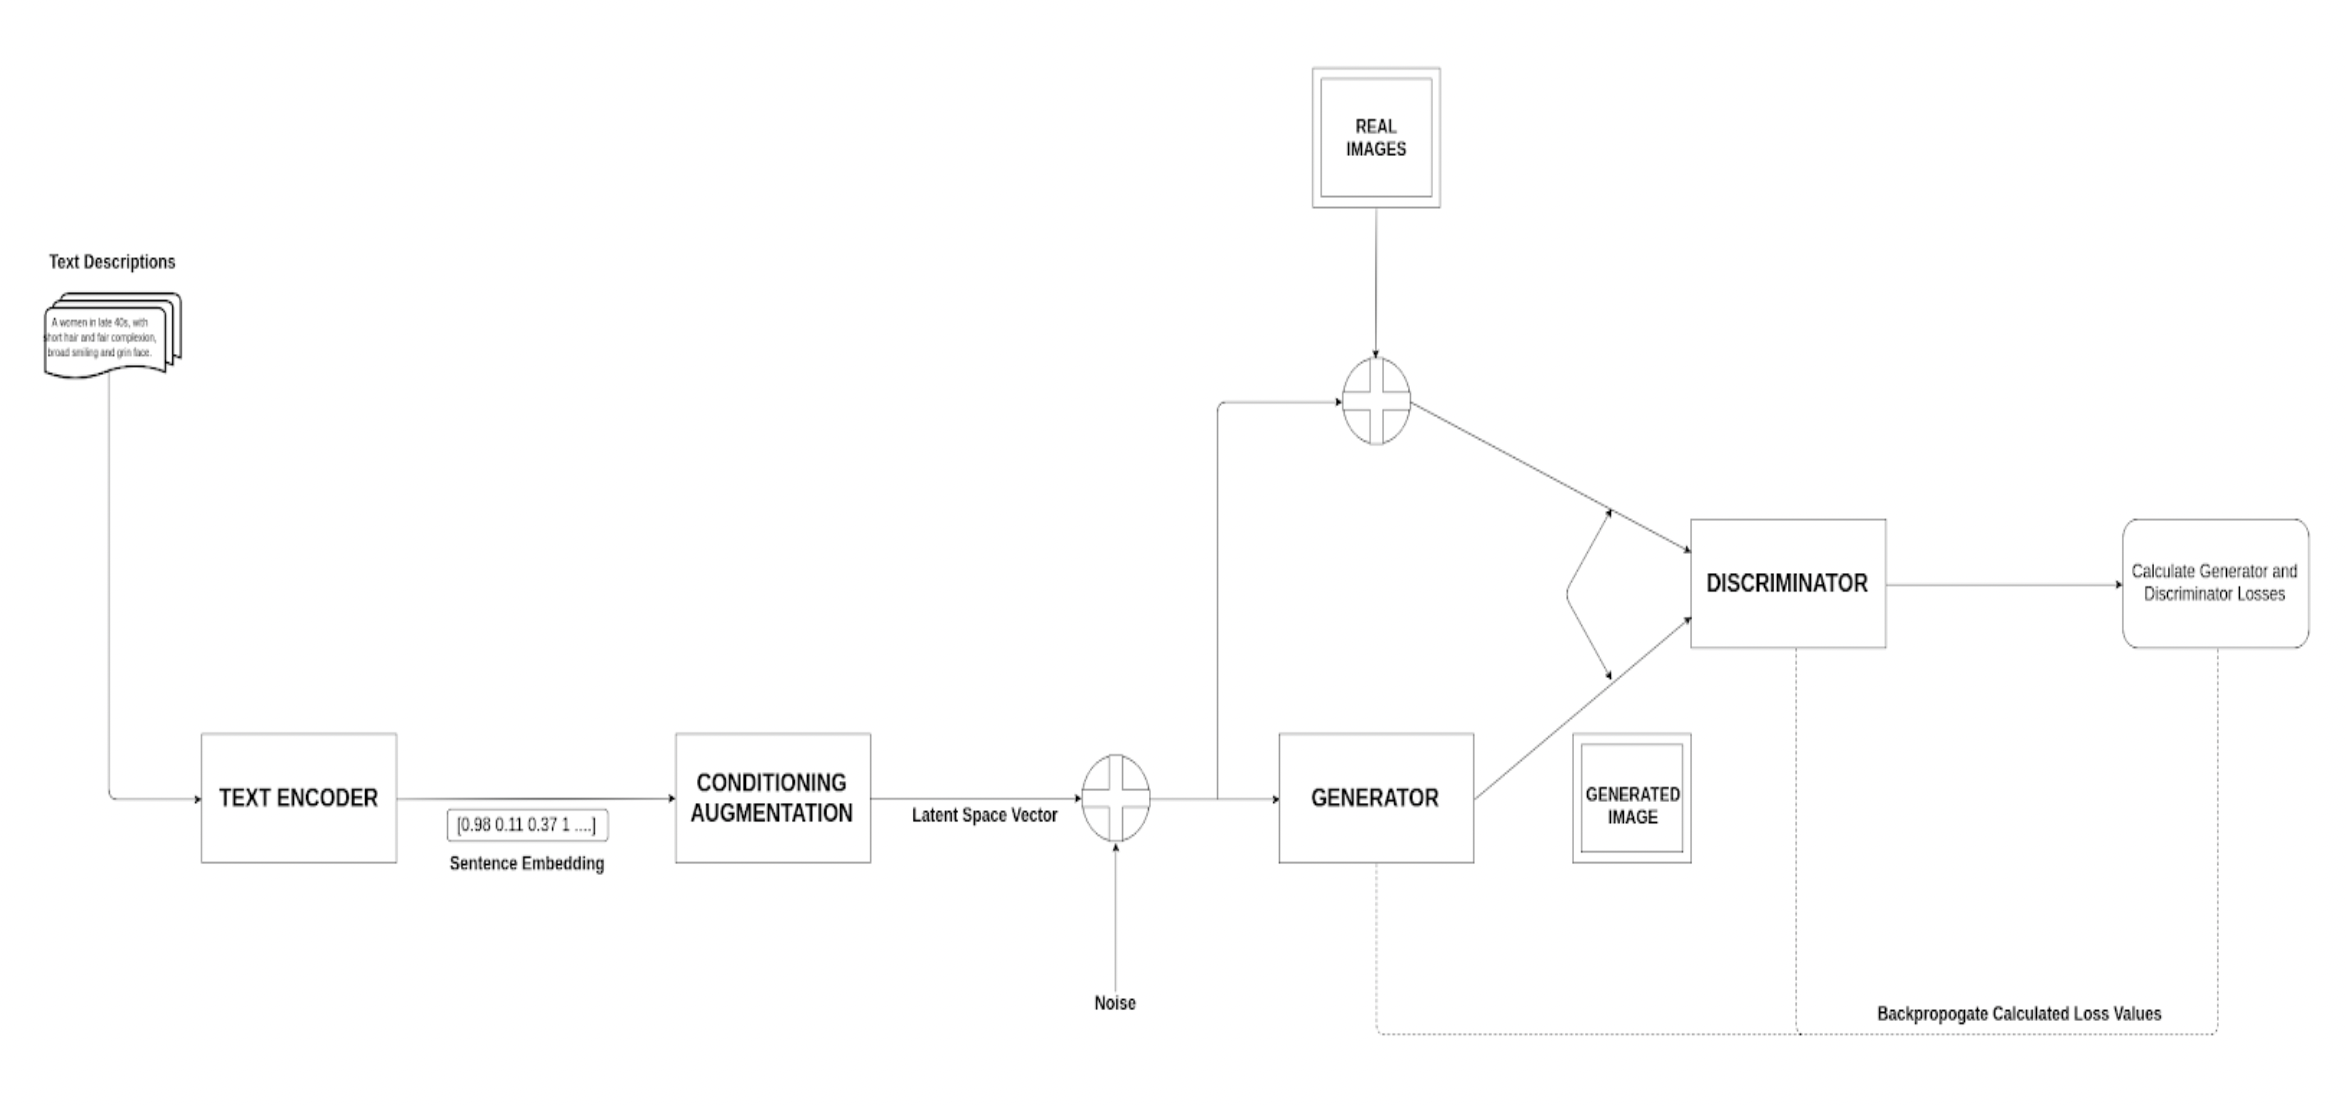 REAL
IMAGES
Text Descriptions
A women in late 40s, with
short hair and fair complexion,
broad smiling and grin face.
DISCRIMINATOR
Calculate Generator and
Discriminator Losses
TEXT ENCODER
[0.98 0.11 0.37 1 ....]
Sentence Embedding
CONDITIONING
AUGMENTATION
Latent Space Vector
GENERATOR
GENERATED
IMAGE
Noise
Backpropogate Calculated Loss Values